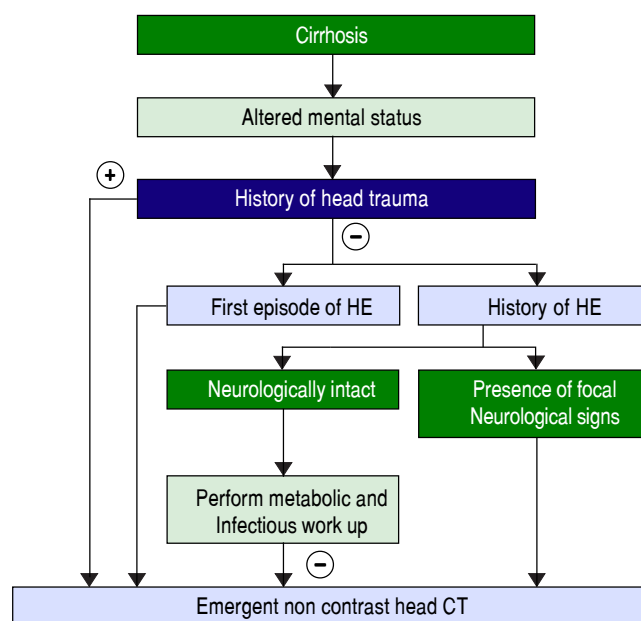 Cirrhosis
Altered mental status
+
History of head trauma
−
First episode of HE
History of HE
Neurologically intact
Presence of focal
Neurological signs
Perform metabolic and
Infectious work up
−
Emergent non contrast head CT